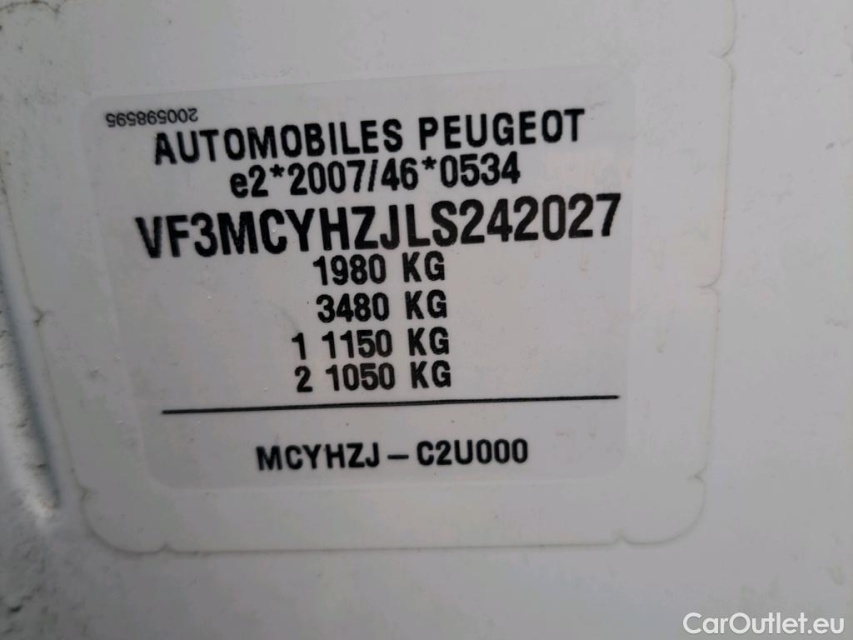 200598595
AUTOMOBILES PEUGEOT
e2*2007/46*0534
VF3MCYHZJLS242027
1980 KG
3480 KG
1 1150 KG
2 1050 KG
MCYHZJ - C2U000
CarOutlet.eu